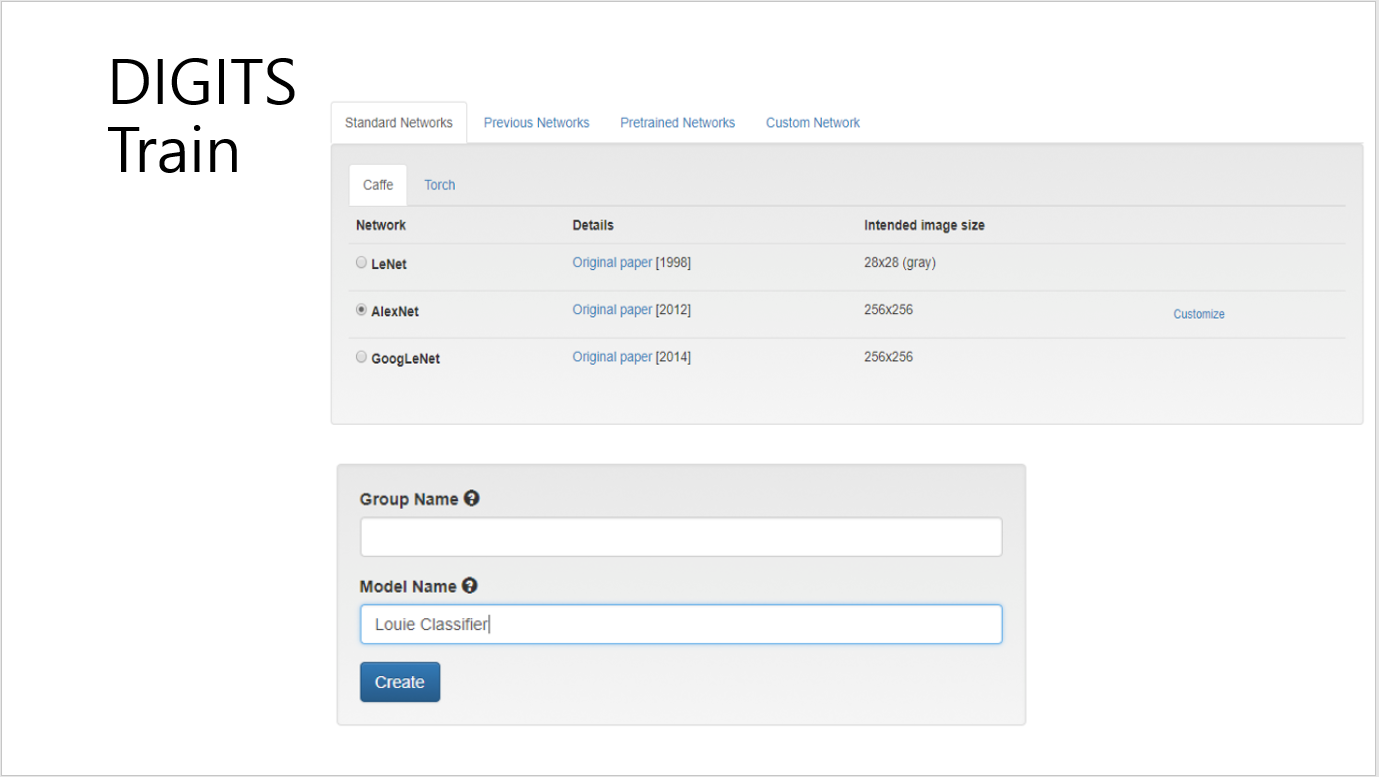 DIGITS
Train
Standard Networks Previous Networks Pretrained Networks Custom Network
Caffe Torch
Network Details Intended image size
LeNet Original paper [1998] 28x28 (gray)
AlexNet Original paper [2012] 256x256 Customize
GoogLeNet Original paper [2014] 256x256
Group Name ?
Model Name ?
Louie Classifier
Create